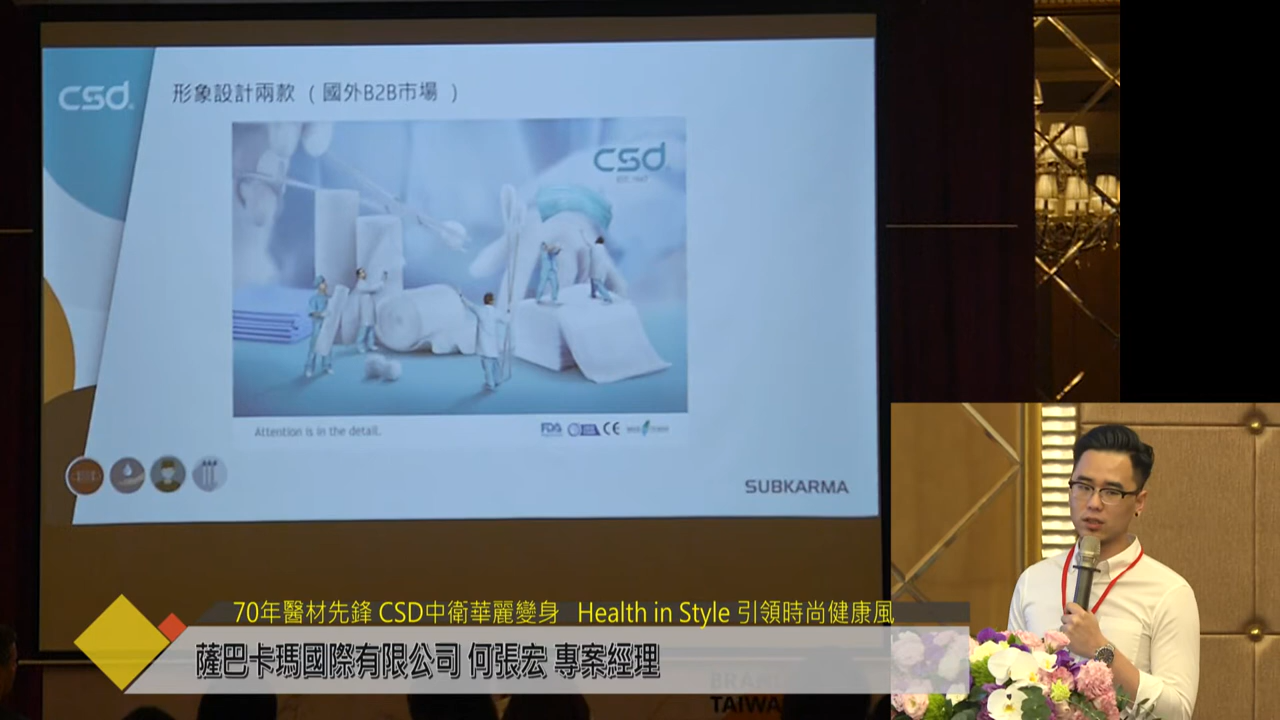 csd
形象設計兩款 ( 國外B2B市場 )
csd
Attention is in the detail.
FDA
CE
SUBKARMA
70年醫材先鋒 CSD中衛華麗變身 Health in Style 引領時尚健康風
薩巴卡瑪國際有限公司 何張宏 專案經理
TAIWA